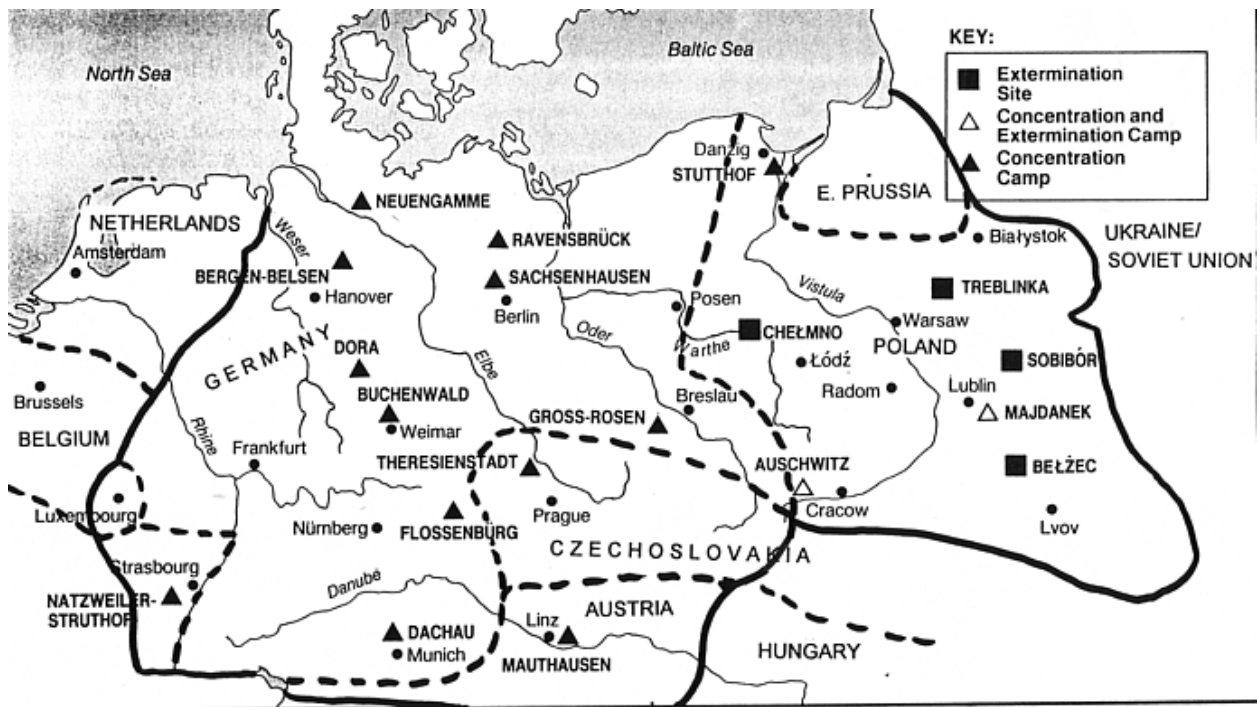 North Sea
Baltic Sea
KEY:
Extermination
Site
Concentration and
Extermination Camp
Concentration
Camp
Danzig
STUTTHOF
E. PRUSSIA
NEUENGAMME
NETHERLANDS
Weser
Amsterdam
RAVENSBRÜCK
Białystok
UKRAINE/
SOVIET UNION
BERGEN-BELSEN
SACHSENHAUSEN
Hanover
Berlin
Posen
Vistula
TREBLINKA
Oder
Warthe
CHEŁMNO
Warsaw
POLAND
GERMANY
DORA
Elbe
Łódź
SOBIBÓR
Brussels
BUCHENWALD
Breslau
Radom
Lublin
MAJDANEK
BELGIUM
Rhine
Weimar
GROSS-ROSEN
Frankfurt
THERESIENSTADT
AUSCHWITZ
BEŁŻEC
Luxembourg
Nürnberg
FLOSSENBÜRG
Prague
Cracow
Lvov
CZECHOSLOVAKIA
Strasbourg
Danube
NATZWEILER-
STRUTHOF
AUSTRIA
Linz
DACHAU
Munich
MAUTHAUSEN
HUNGARY